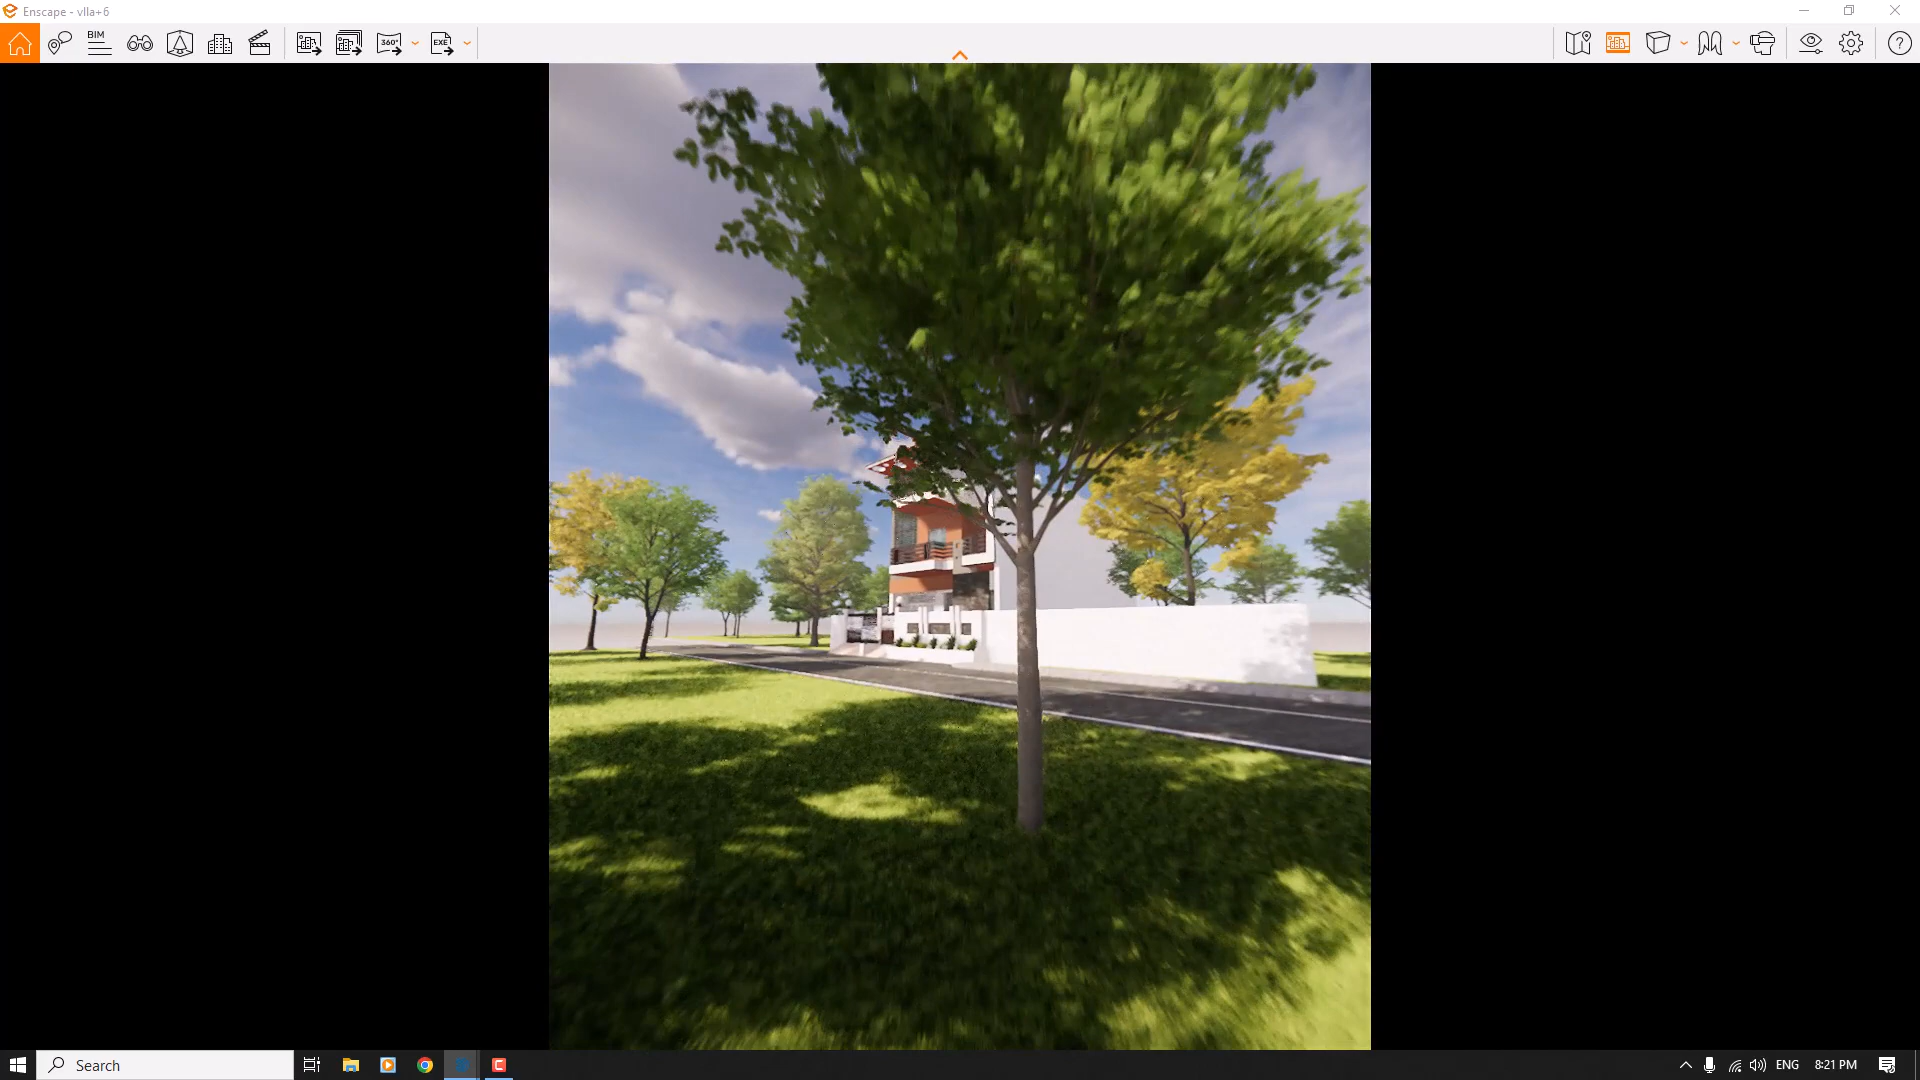 Enscape - vlla+6
BIM
360°
EXE
?
Search
ENG
8:21 PM